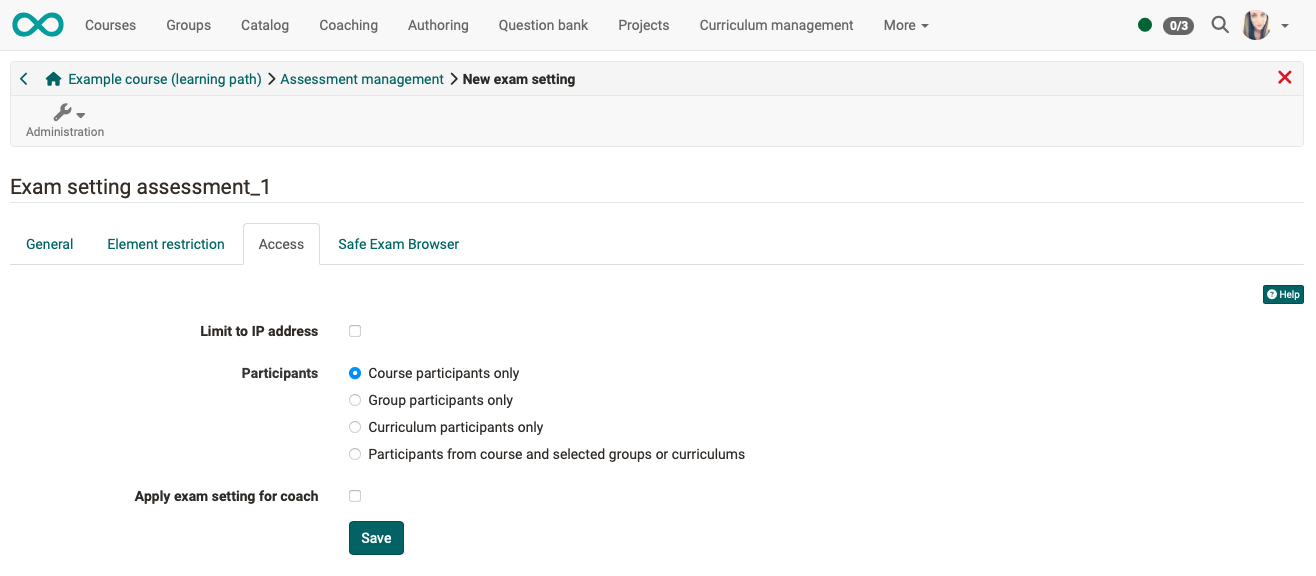 Courses Groups Catalog Coaching Authoring Question bank Projects Curriculum management More 0/3
Example course (learning path) Assessment management New exam setting
Administration
Exam setting assessment_1
General Element restriction Access Safe Exam Browser
Help
Limit to IP address
Participants Course participants only
Group participants only
Curriculum participants only
Participants from course and selected groups or curriculums
Apply exam setting for coach
Save